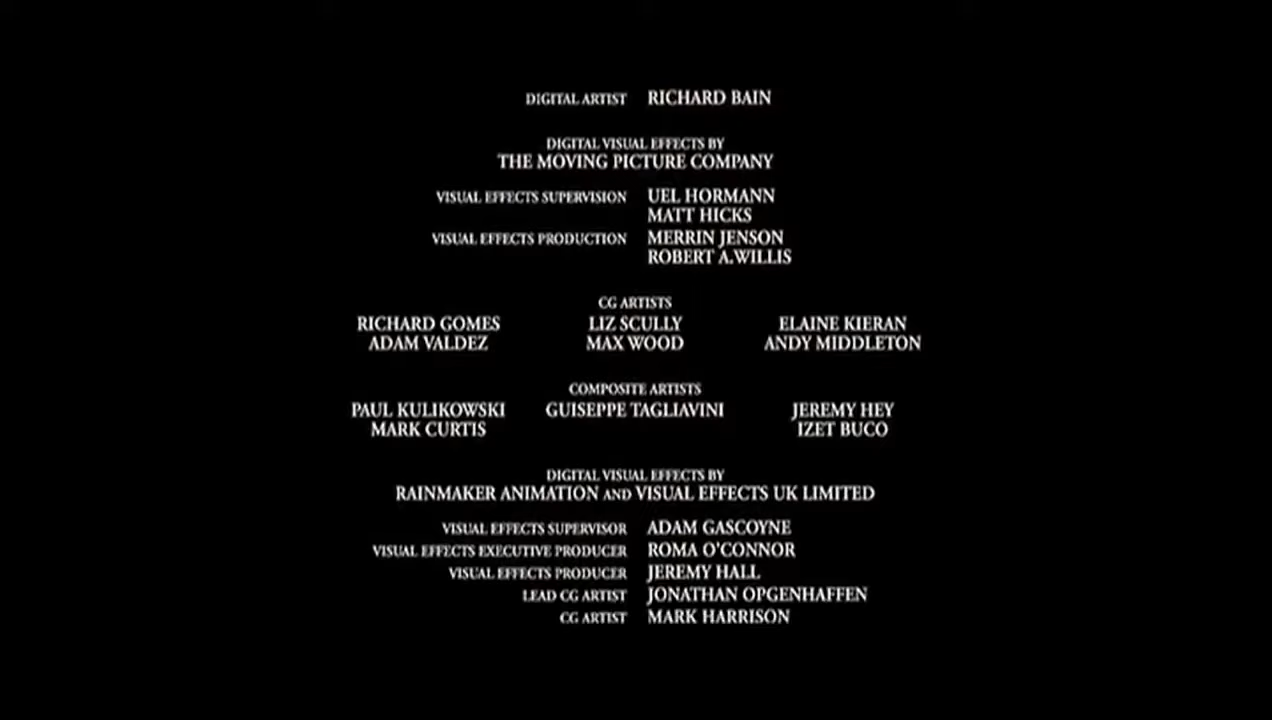 DIGITAL ARTIST RICHARD BAIN
DIGITAL VISUAL EFFECTS BY
THE MOVING PICTURE COMPANY
VISUAL EFFECTS SUPERVISION UEL HORMANN
MATT HICKS
VISUAL EFFECTS PRODUCTION MERRIN JENSON
ROBERT A.WILLIS
CG ARTISTS
RICHARD GOMES LIZ SCULLY ELAINE KIERAN
ADAM VALDEZ MAX WOOD ANDY MIDDLETON
COMPOSITE ARTISTS
PAUL KULIKOWSKI GUISEPPE TAGLIAVINI JEREMY HEY
MARK CURTIS IZET BUCO
DIGITAL VISUAL EFFECTS BY
RAINMAKER ANIMATION AND VISUAL EFFECTS UK LIMITED
VISUAL EFFECTS SUPERVISOR ADAM GASCOYNE
VISUAL EFFECTS EXECUTIVE PRODUCER ROMA O'CONNOR
VISUAL EFFECTS PRODUCER JEREMY HALL
LEAD CG ARTIST JONATHAN OPGENHAFFEN
CG ARTIST MARK HARRISON